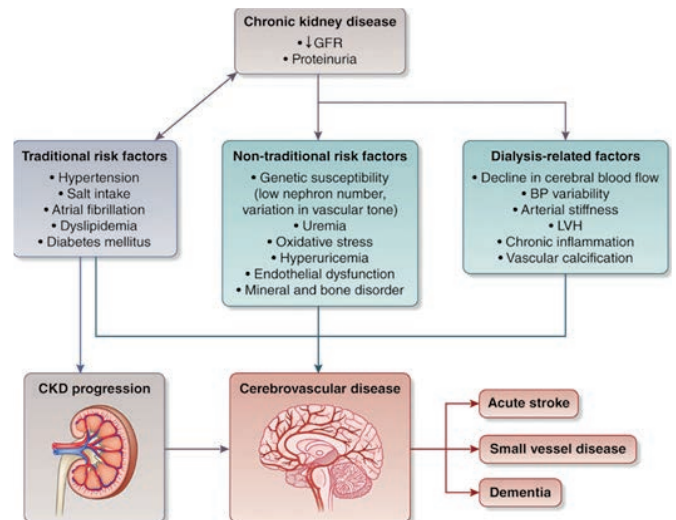 Chronic kidney disease
• ↓GFR
• Proteinuria
Traditional risk factors
• Hypertension
• Salt intake
• Atrial fibrillation
• Dyslipidemia
• Diabetes mellitus
Non-traditional risk factors
• Genetic susceptibility
(low nephron number,
variation in vascular tone)
• Uremia
• Oxidative stress
• Hyperuricemia
• Endothelial dysfunction
• Mineral and bone disorder
Dialysis-related factors
• Decline in cerebral blood flow
• BP variability
• Arterial stiffness
• LVH
• Chronic inflammation
• Vascular calcification
CKD progression
Cerebrovascular disease
Acute stroke
Small vessel disease
Dementia